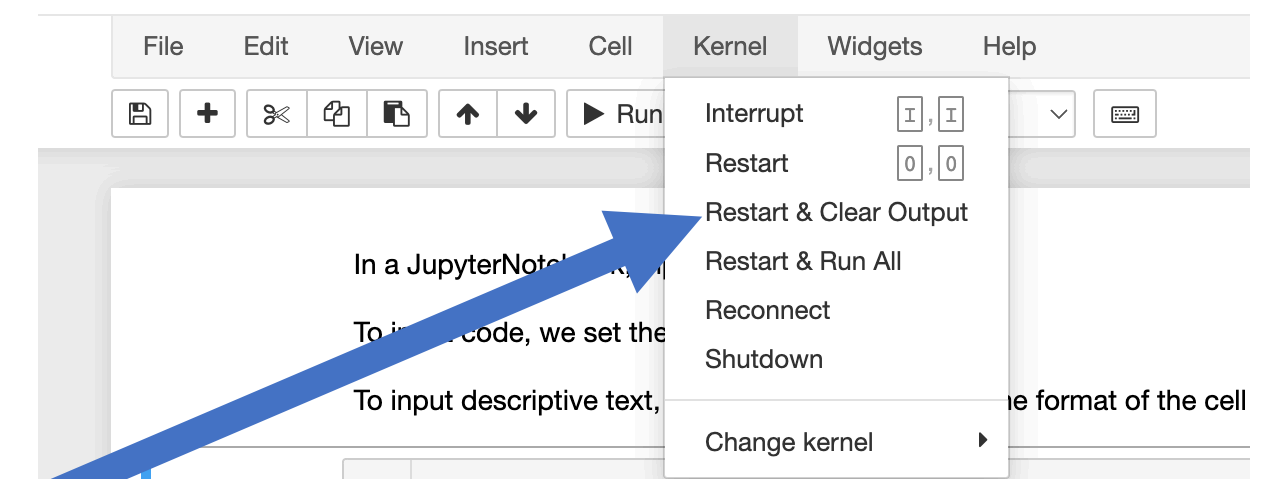 File Edit View Insert Cell Kernel Widgets Help
Run
Interrupt I , I
Restart 0 , 0
Restart & Clear Output
Restart & Run All
Reconnect
Shutdown
Change kernel
In a
To code, we set the
To input descriptive text, format of the cell